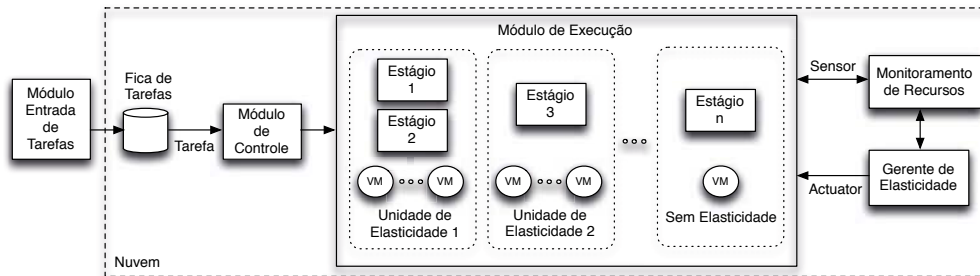 Módulo
Entrada
de
Tarefas
Fica de
Tarefas
Tarefa
Módulo
de
Controle
Módulo de Execução
Estágio
1
Estágio
2
VM
VM
Unidade de
Elasticidade 1
Estágio
3
VM
VM
Unidade de
Elasticidade 2
Estágio
n
VM
Sem Elasticidade
Sensor
Monitoramento
de Recursos
Actuator
Gerente de
Elasticidade
Nuvem